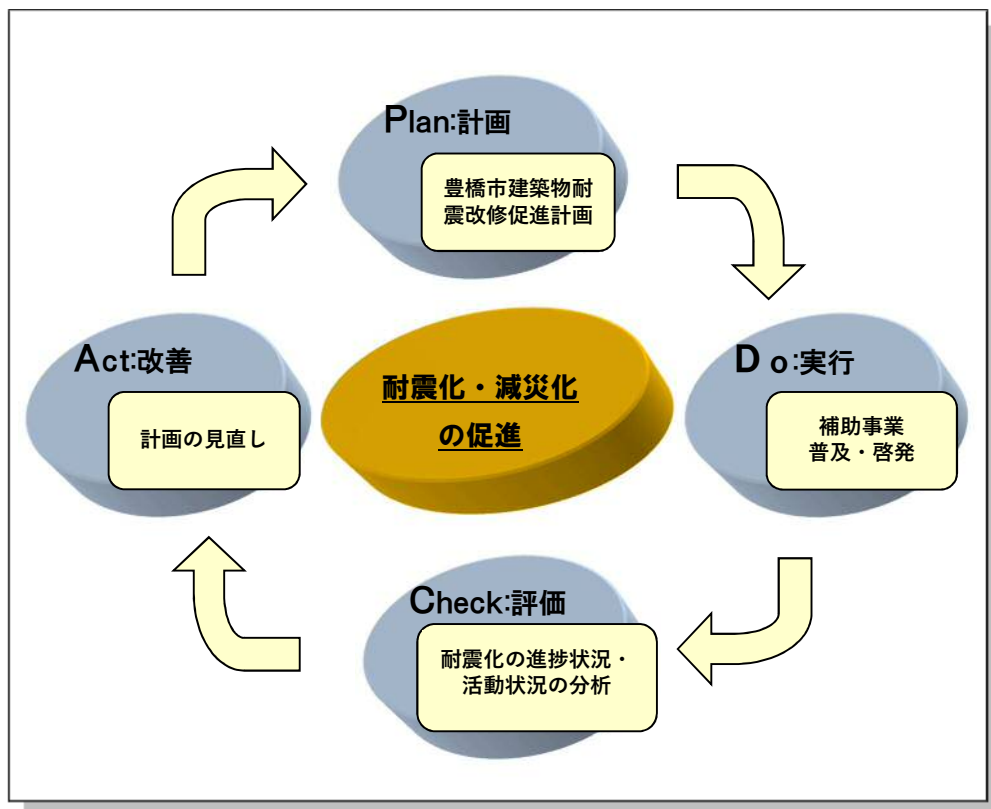 Plan:計画
豊橋市建築物耐
震改修促進計画
Act:改善
計画の見直し
耐震化・減災化
の促進
Do:実行
補助事業
普及・啓発
Check:評価
耐震化の進捗状況・
活動状況の分析